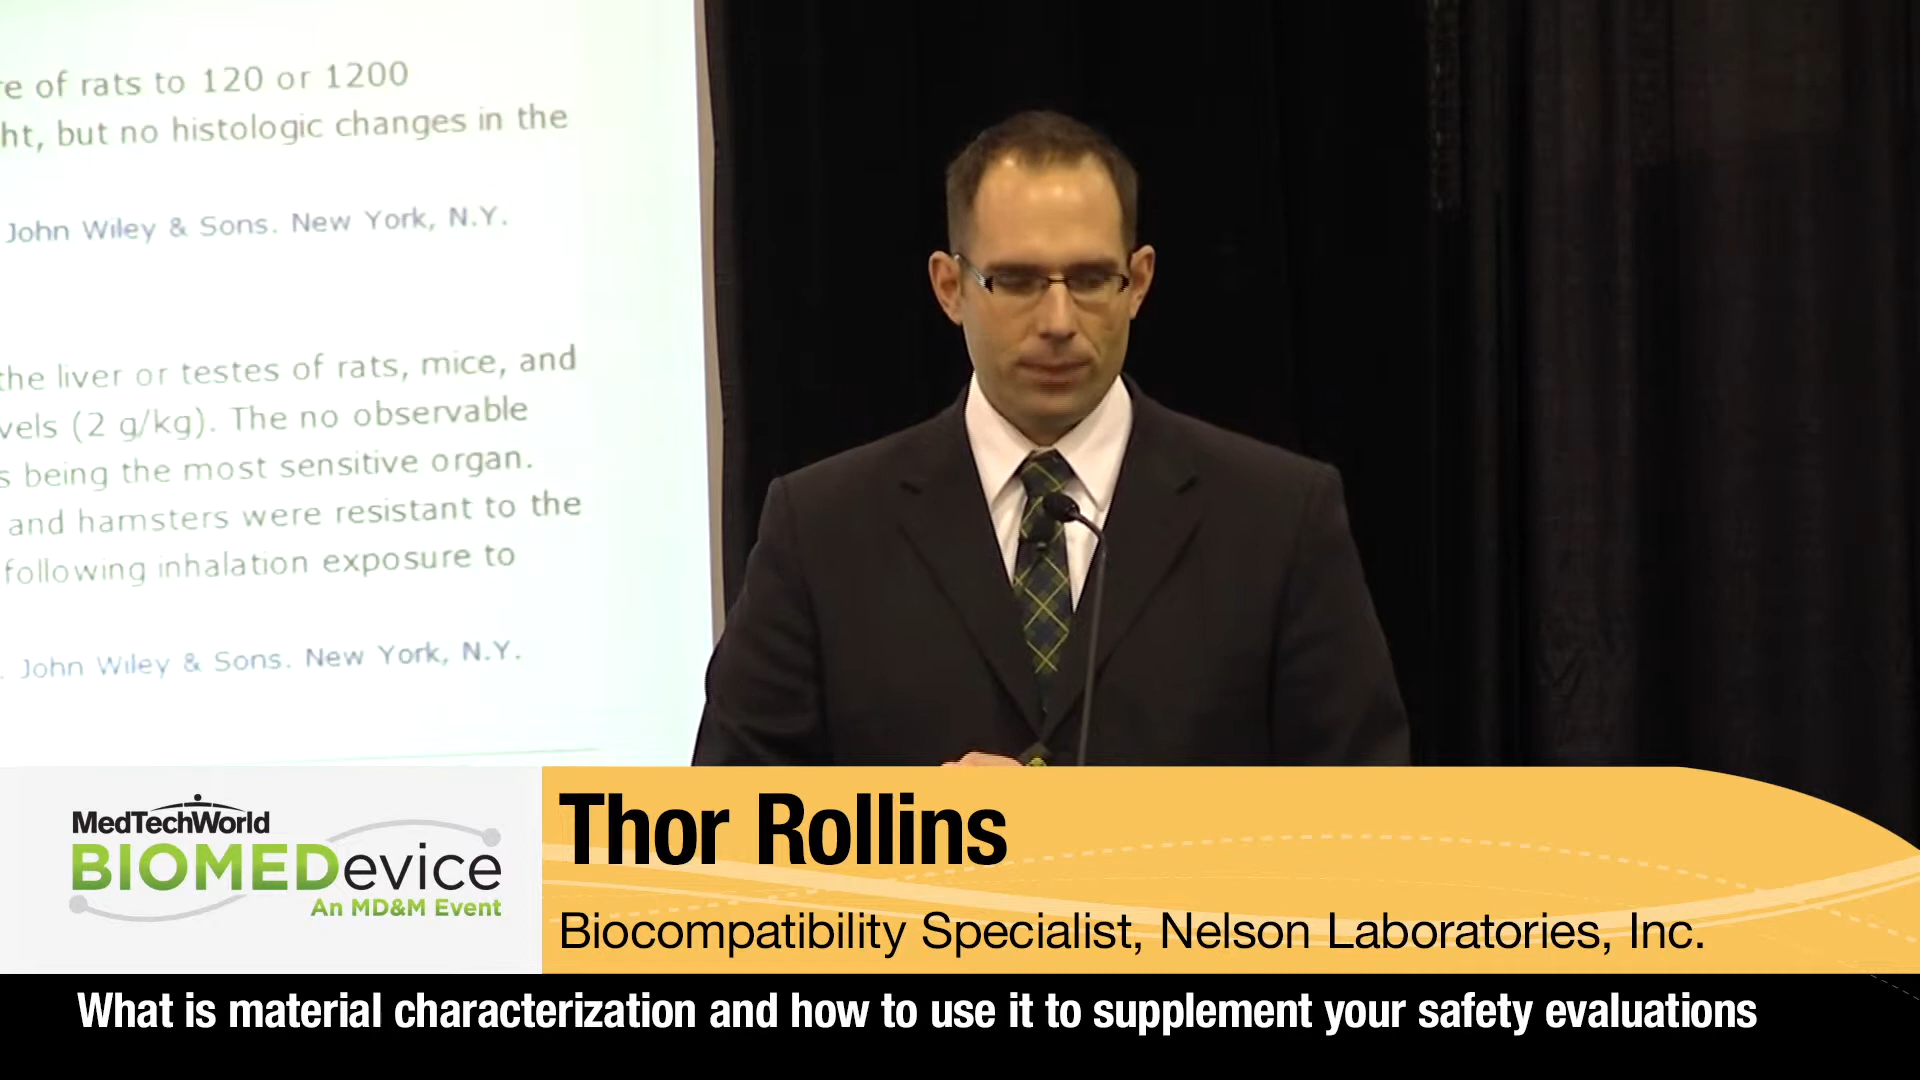 re of rats to 120 or 1200
ht, but no histologic changes in the
John Wiley & Sons. New York, N.Y.
the liver or testes of rats, mice, and
vels (2 g/kg). The no observable
s being the most sensitive organ.
and hamsters were resistant to the
following inhalation exposure to
. John Wiley & Sons. New York, N.Y.
MedTechWorld
BIOMEDevice
An MD&M Event
Thor Rollins
Biocompatibility Specialist, Nelson Laboratories, Inc.
What is material characterization and how to use it to supplement your safety evaluations